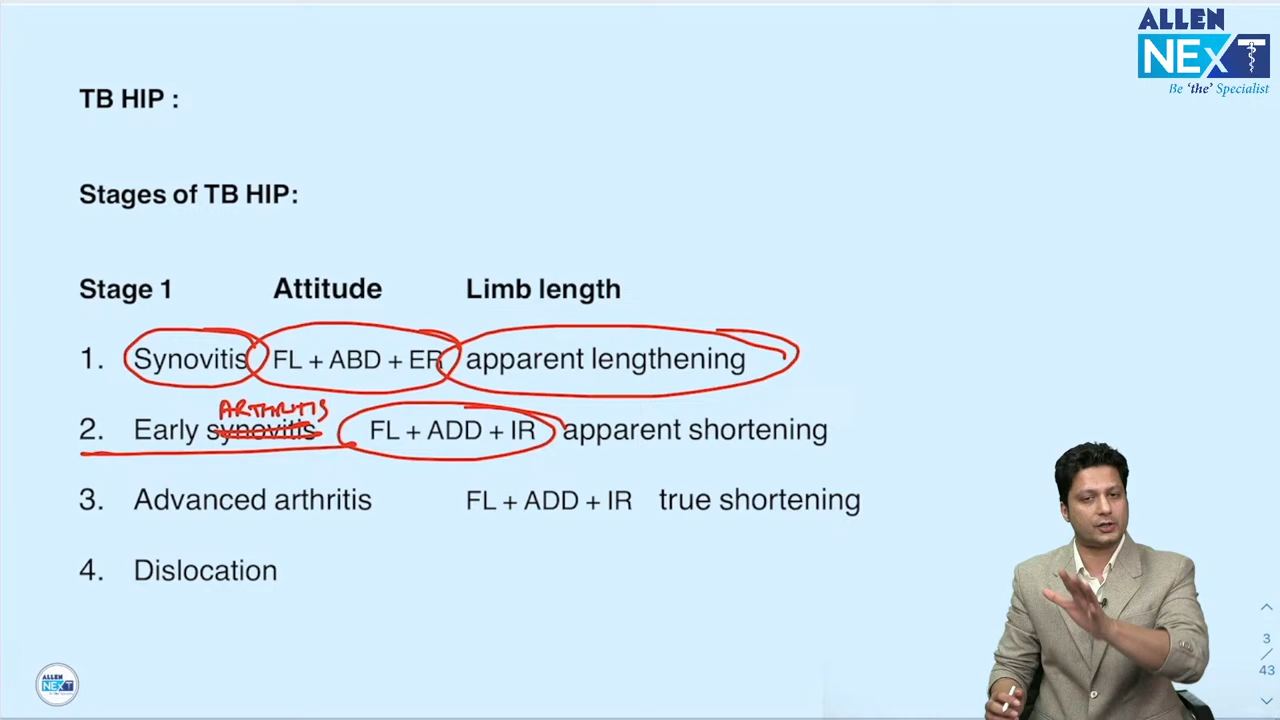 ALLEN
NEXT
Be 'the' Specialist
TB HIP :
Stages of TB HIP:
Stage 1 Attitude Limb length
1. Synovitis FL + ABD + ER apparent lengthening
ARTHRITIS
2. Early synovitis FL + ADD + IR apparent shortening
3. Advanced arthritis FL + ADD + IR true shortening
4. Dislocation
3
/
43
ALLEN
NEXT